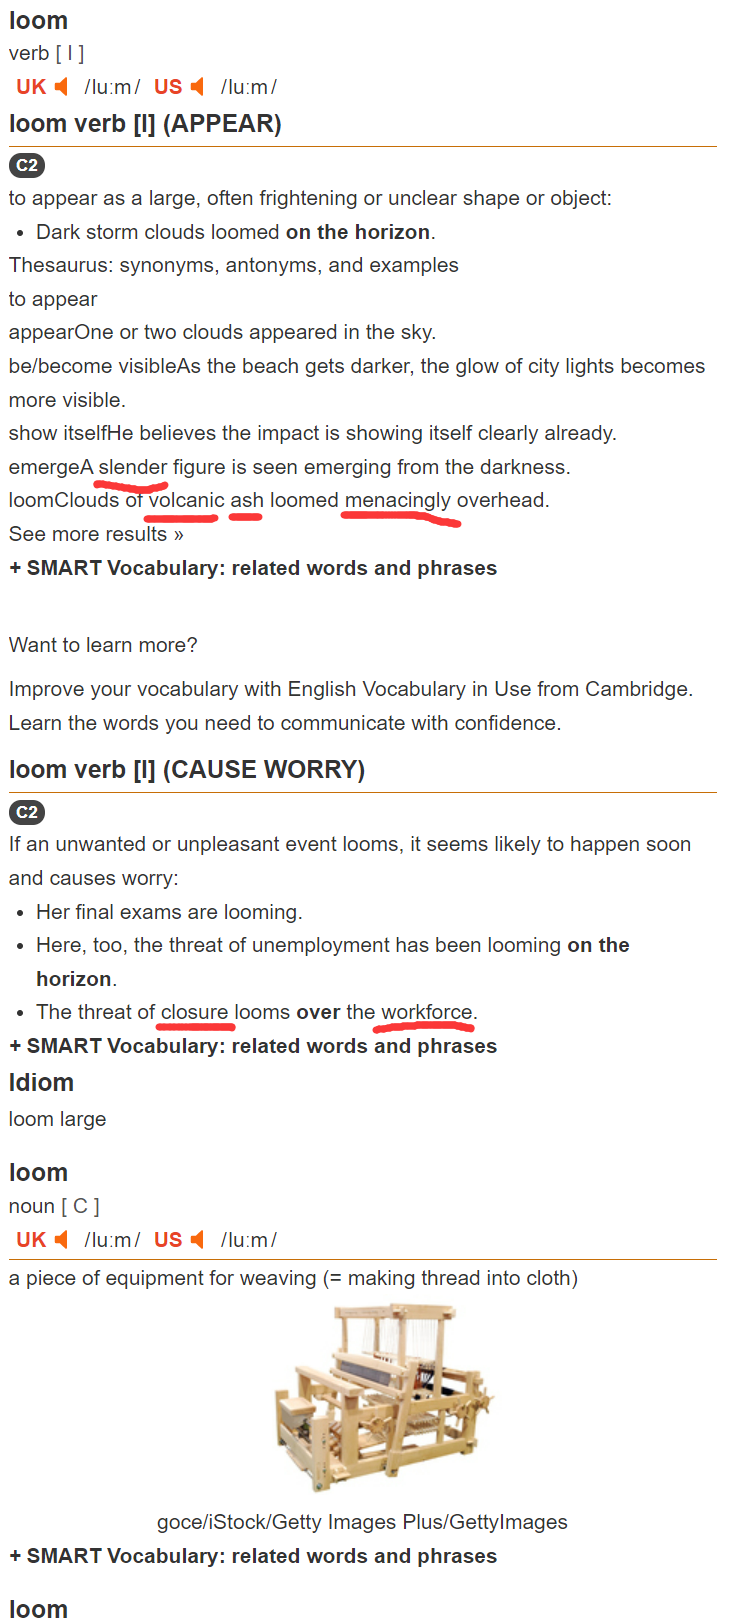 loom
verb [ I ]
UK /luːm/ US /luːm/
loom verb [I] (APPEAR)
C2
to appear as a large, often frightening or unclear shape or object:
• Dark storm clouds loomed on the horizon.
Thesaurus: synonyms, antonyms, and examples
to appear
appearOne or two clouds appeared in the sky.
be/become visibleAs the beach gets darker, the glow of city lights becomes
more visible.
show itselfHe believes the impact is showing itself clearly already.
emergeA slender figure is seen emerging from the darkness.
loomClouds of volcanic ash loomed menacingly overhead.
See more results »
+ SMART Vocabulary: related words and phrases
Want to learn more?
Improve your vocabulary with English Vocabulary in Use from Cambridge.
Learn the words you need to communicate with confidence.
loom verb [I] (CAUSE WORRY)
C2
If an unwanted or unpleasant event looms, it seems likely to happen soon
and causes worry:
• Her final exams are looming.
• Here, too, the threat of unemployment has been looming on the
horizon.
• The threat of closure looms over the workforce.
+ SMART Vocabulary: related words and phrases
Idiom
loom large
loom
noun [ C ]
UK /luːm/ US /luːm/
a piece of equipment for weaving (= making thread into cloth)
goce/iStock/Getty Images Plus/GettyImages
+ SMART Vocabulary: related words and phrases
loom